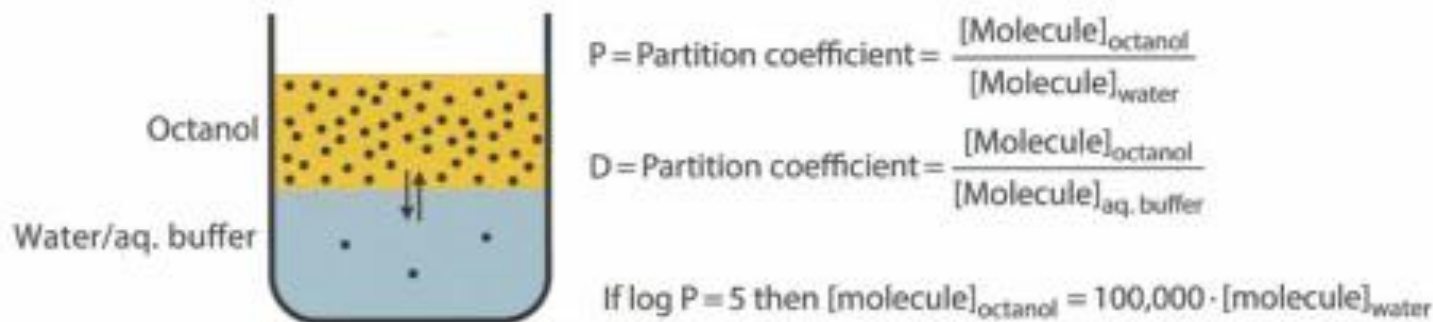 Octanol
Water/aq. buffer
P = Partition coefficient = [Molecule]octanol / [Molecule]water
D = Partition coefficient = [Molecule]octanol / [Molecule]aq. buffer
If log P = 5 then [molecule]octanol = 100,000 · [molecule]water